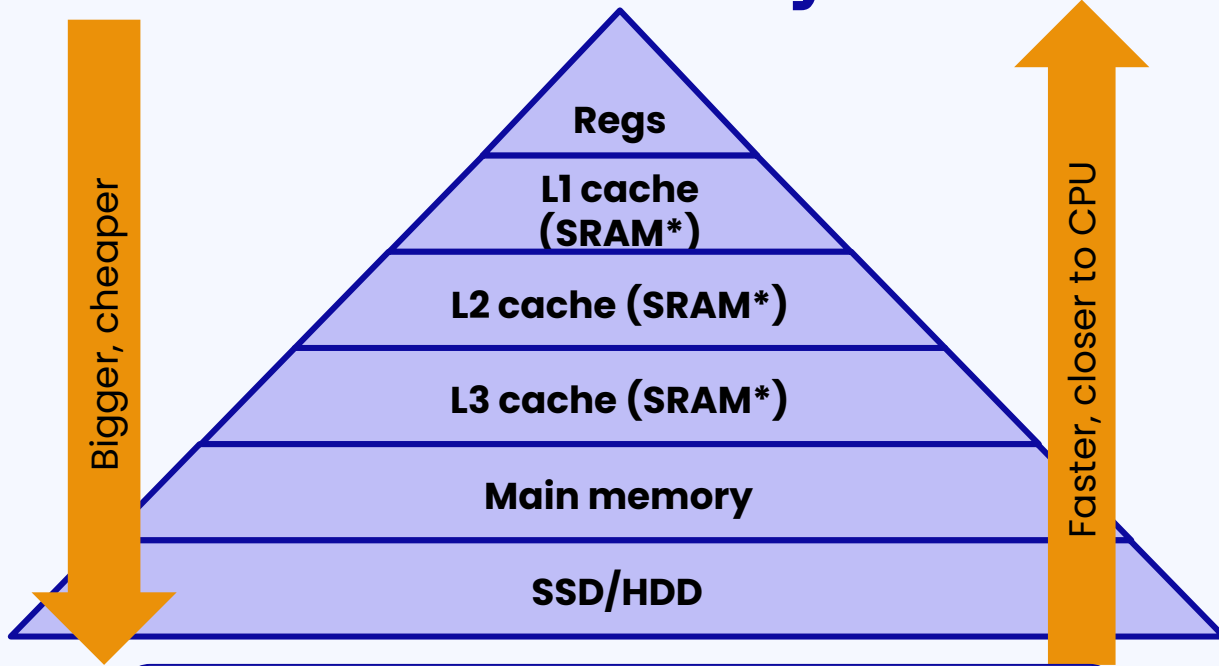 Regs
L1 cache
(SRAM*)
L2 cache (SRAM*)
L3 cache (SRAM*)
Main memory
SSD/HDD
Bigger, cheaper
Faster, closer to CPU